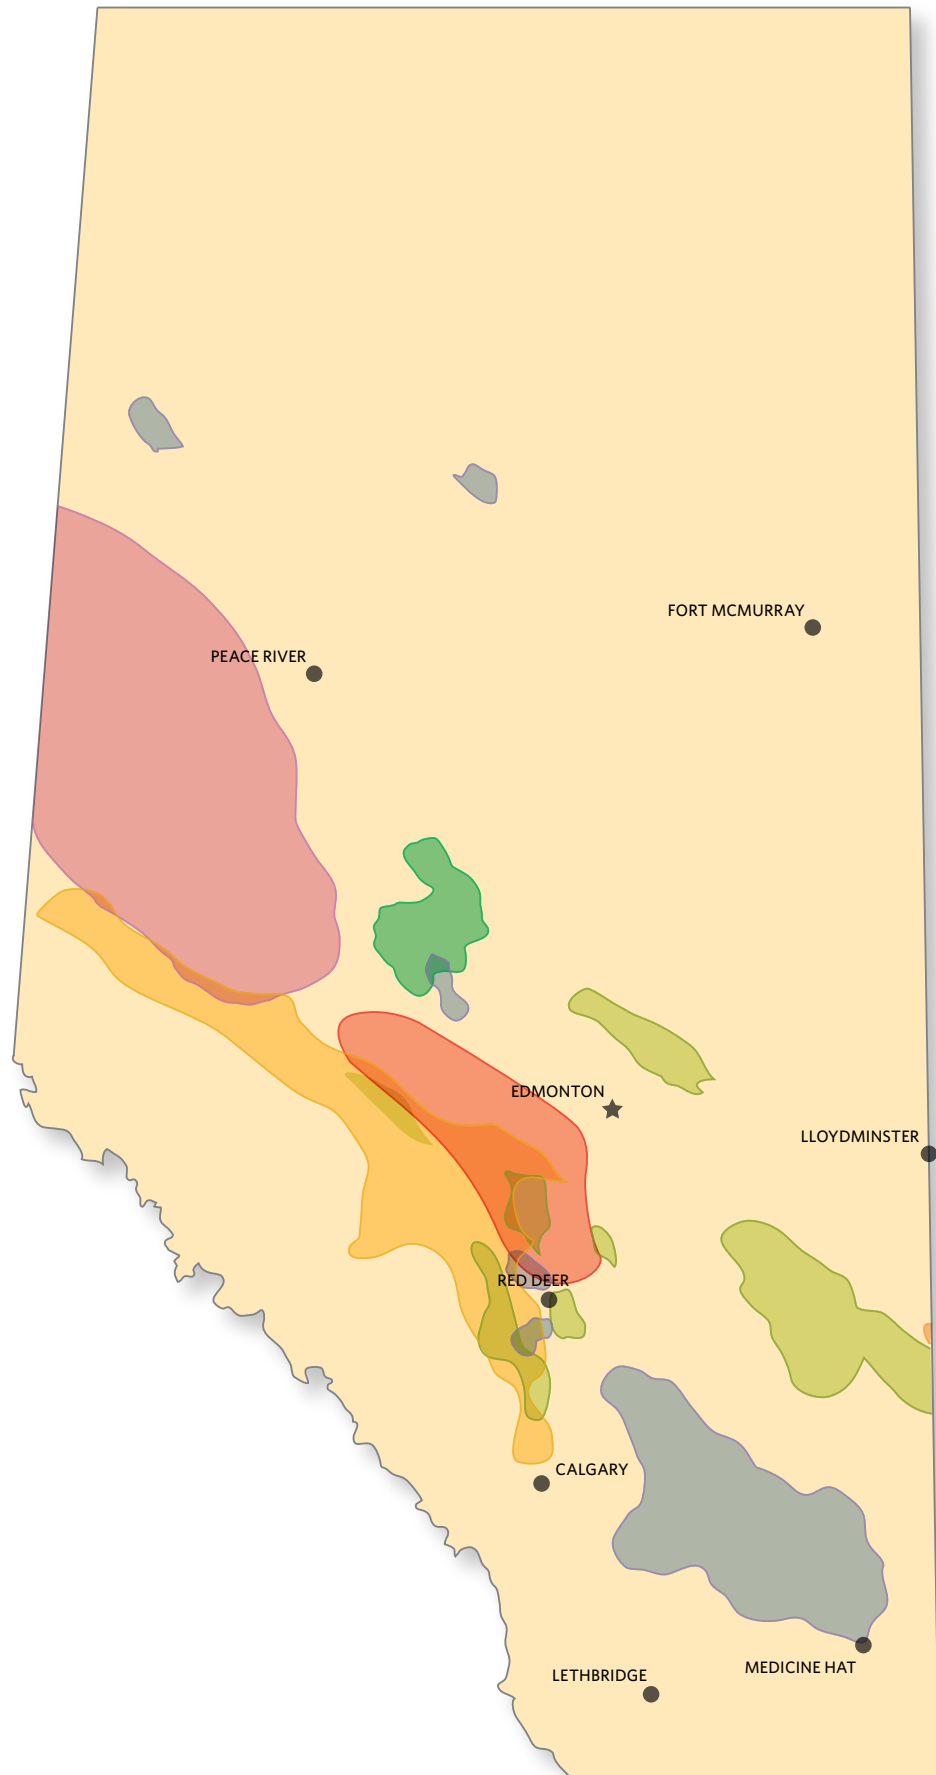 FORT MCMURRAY
PEACE RIVER
EDMONTON
LLOYDMINSTER
RED DEER
CALGARY
MEDICINE HAT
LETHBRIDGE